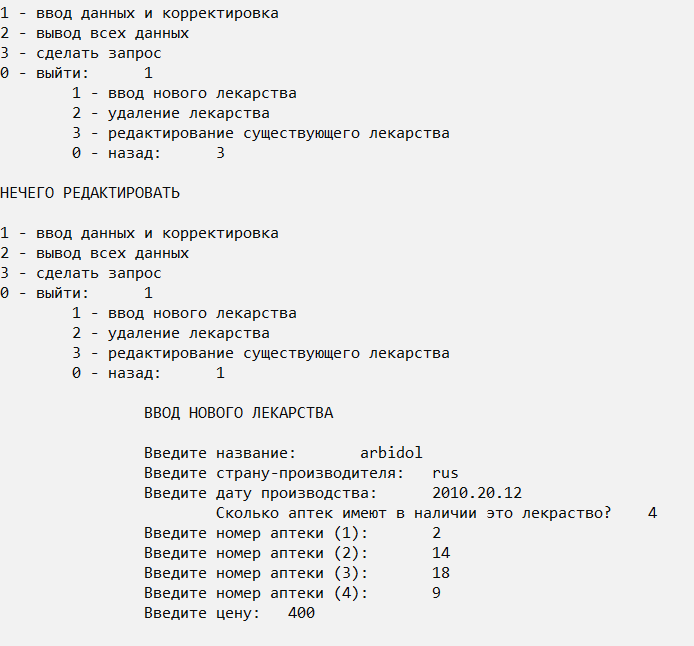 1 - ввод данных и корректировка
2 - вывод всех данных
3 - сделать запрос
0 - выйти: 1
1 - ввод нового лекарства
2 - удаление лекарства
3 - редактирование существующего лекарства
0 - назад: 3
НЕЧЕГО РЕДАКТИРОВАТЬ
1 - ввод данных и корректировка
2 - вывод всех данных
3 - сделать запрос
0 - выйти: 1
1 - ввод нового лекарства
2 - удаление лекарства
3 - редактирование существующего лекарства
0 - назад: 1
ВВОД НОВОГО ЛЕКАРСТВА
Введите название: arbidol
Введите страну-производителя: rus
Введите дату производства: 2010.20.12
Сколько аптек имеют в наличии это лекраство? 4
Введите номер аптеки (1): 2
Введите номер аптеки (2): 14
Введите номер аптеки (3): 18
Введите номер аптеки (4): 9
Введите цену: 400